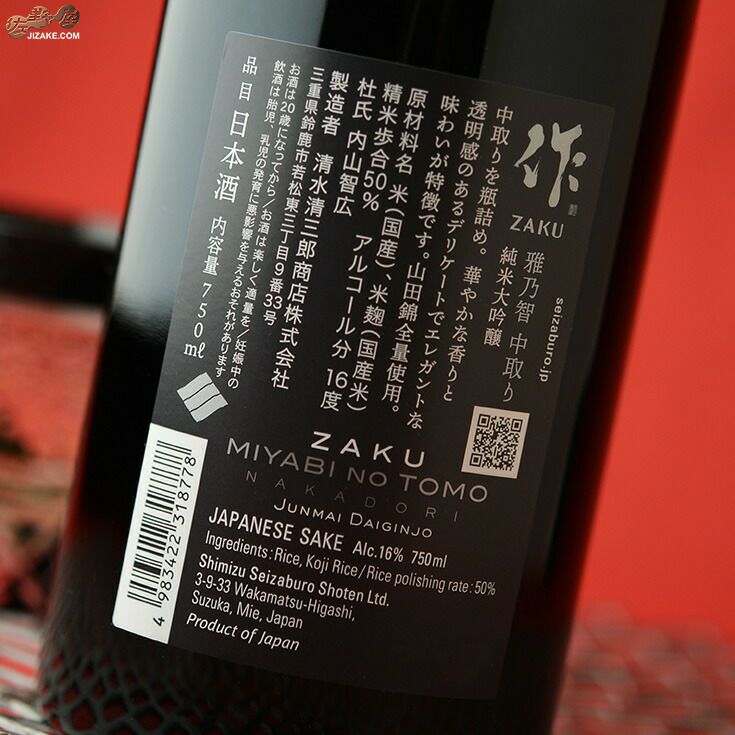 佐野屋
JIZAKE.COM
作
ZAKU
seizaburo.jp
雅乃智 中取り
純米大吟醸
中取りを瓶詰め。華やかな香りと
透明感のあるデリケートでエレガントな
味わいが特徴です。山田錦全量使用。
原材料名 米(国産)、米麹(国産米)
精米歩合50% アルコール分 16度
杜氏 内山智広
製造者 清水清三郎商店株式会社
三重県鈴鹿市若松東三丁目9番33号
お酒は20歳になってから/お酒は楽しく適量を/妊娠中の
飲酒は胎児、乳児の発育に悪影響を与えるおそれがあります
品目 日本酒 内容量 750mℓ
ZAKU
MIYABI NO TOMO
NAKADORI
JUNMAI DAIGINJO
JAPANESE SAKE Alc.16% 750ml
Ingredients: Rice, Koji Rice / Rice polishing rate: 50%
Shimizu Seizaburo Shoten Ltd.
3-9-33 Wakamatsu-Higashi,
Suzuka, Mie, Japan
Product of Japan
4 983422 318778